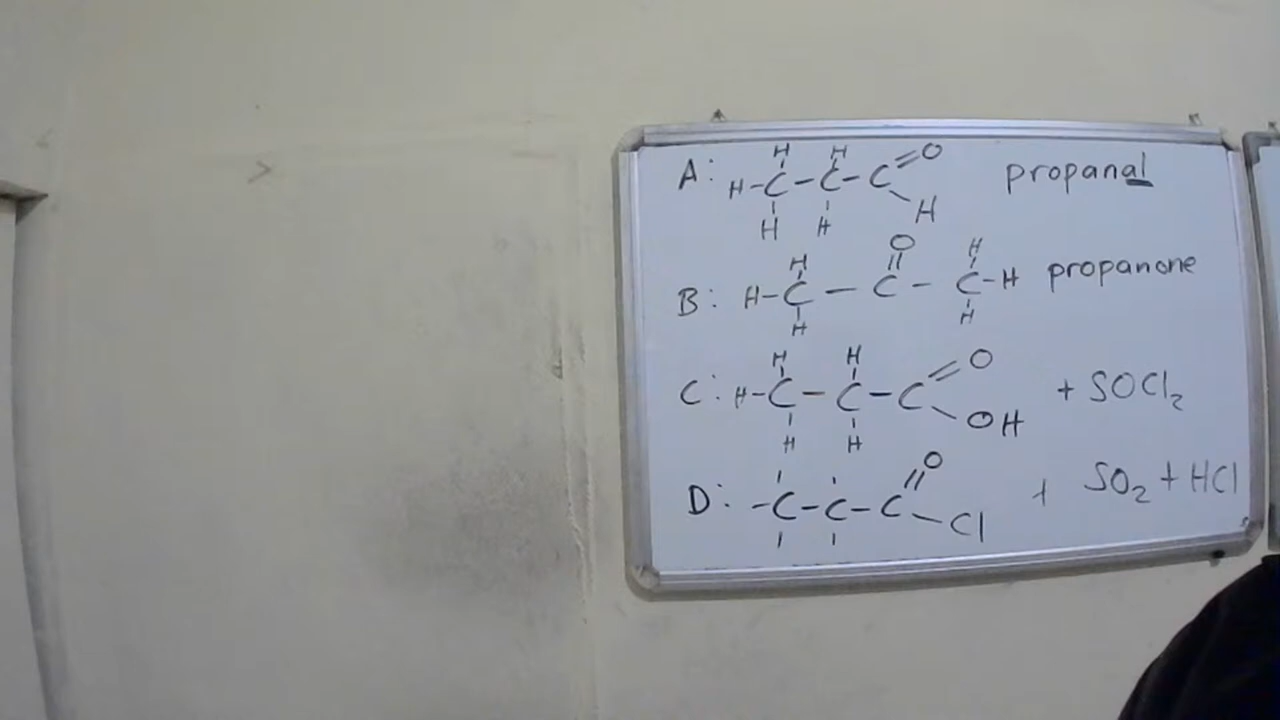 H H O
A: H-C-C-C propanal
H H H
H O H
B: H-C-C-C-H propanone
H H
H H O
C: H-C-C-C + SOCl2
H H OH
O
D: -C-C-C + SO2 + HCl
Cl